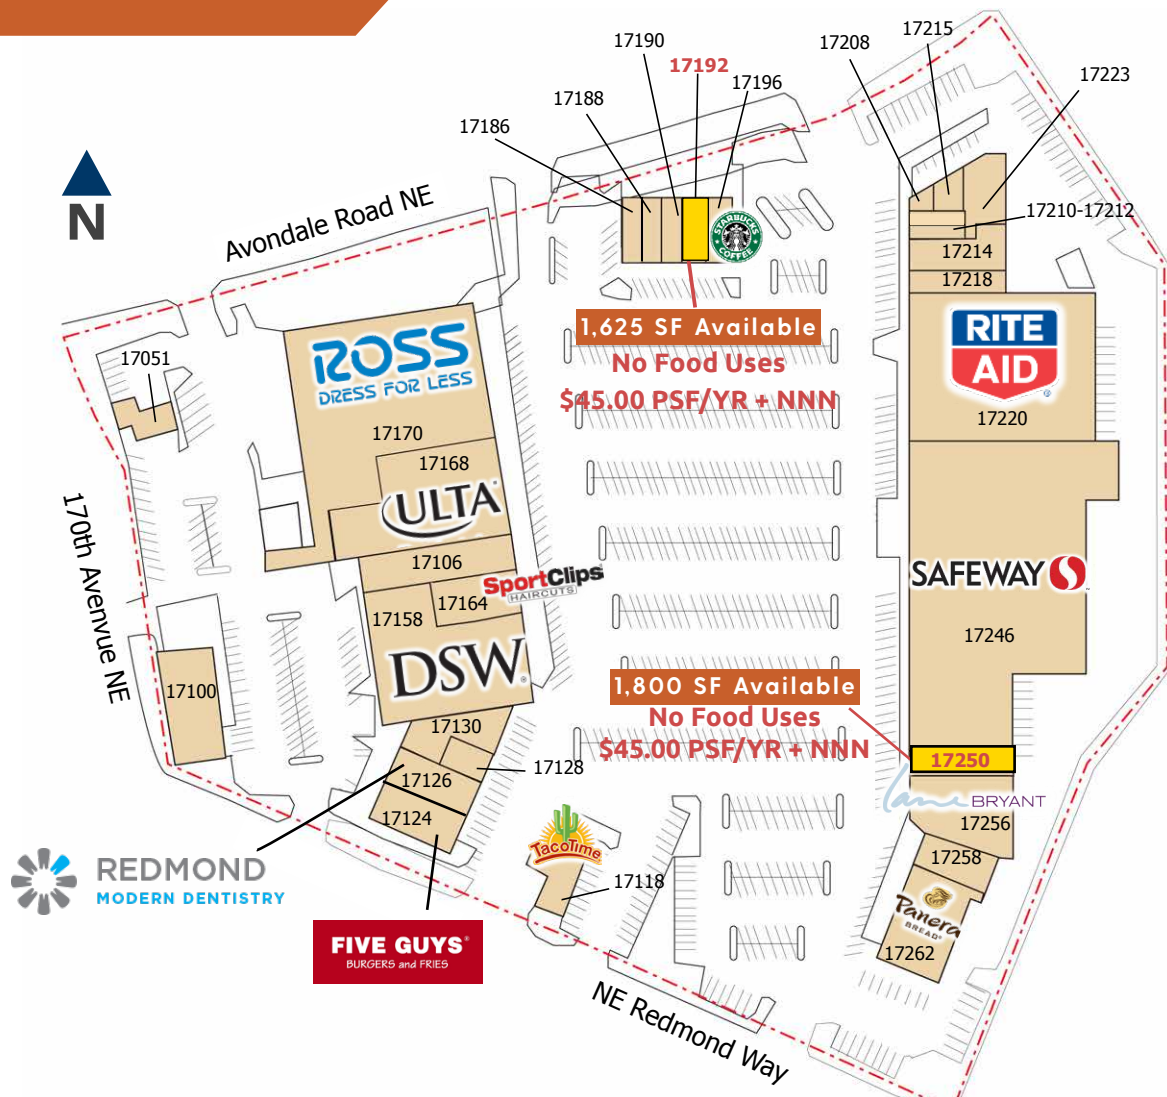 17190
17192
17196
17188
17186
17208
17215
17223
17210-17212
17214
17218
N
Avondale Road NE
STARBUCKS
COFFEE
1,625 SF Available
No Food Uses
$45.00 PSF/YR + NNN
17051
ROSS
DRESS FOR LESS
17170
17168
ULTA
17106
SportClips
HAIRCUTS
17164
17158
DSW
170th Avenvue NE
17100
17130
17128
17126
17124
RITE
AID
17220
SAFEWAY
17246
1,800 SF Available
No Food Uses
$45.00 PSF/YR + NNN
17250
Lane BRYANT
17256
17258
Panera
BREAD®
17262
TacoTime
17118
REDMOND
MODERN DENTISTRY
FIVE GUYS®
BURGERS and FRIES
NE Redmond Way